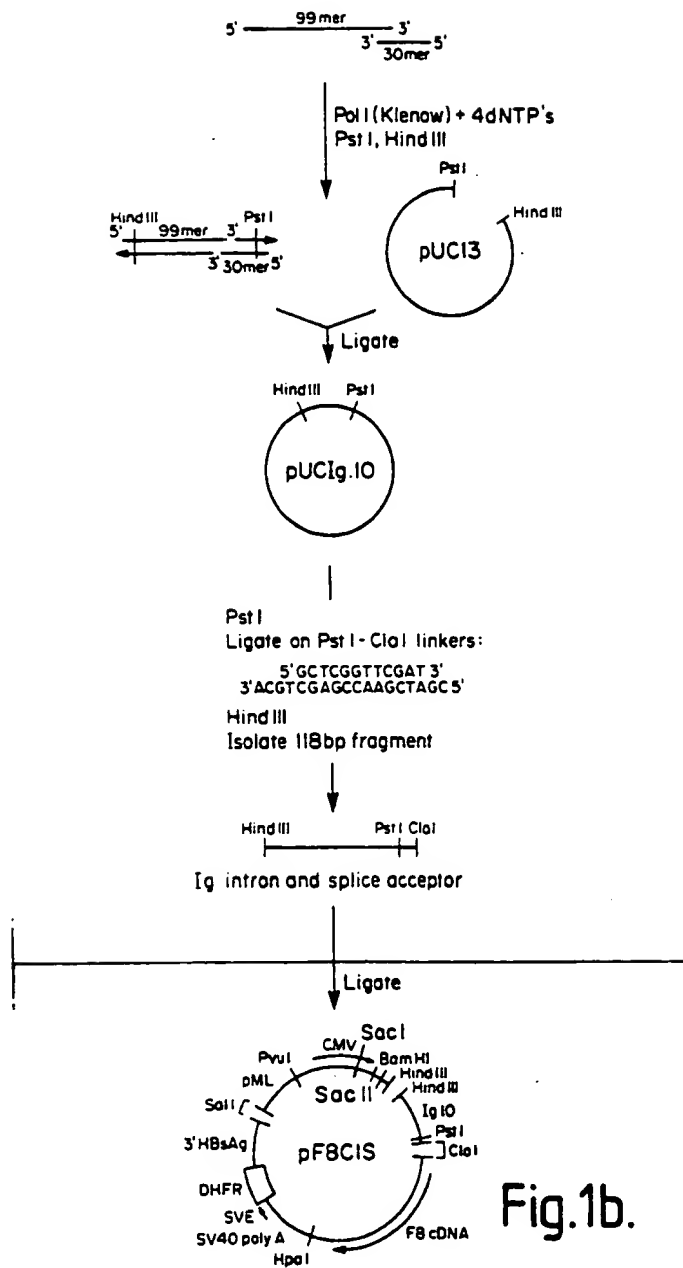 99mer
5' 3'
3' 5'
30mer
Pol I (Klenow) + 4dNTP's
Pst I, Hind III
Pst I
Hind III
pUC13
Hind III Pst I
5' 99mer 3'
3' 30mer 5'
Ligate
Hind III Pst I
pUCIg.10
Pst I
Ligate on Pst I - Cla I linkers:
5'GCTCGGTTCGAT 3'
3'ACGTCGAGCCAAGCTAGC 5'
Hind III
Isolate 118bp fragment
Hind III Pst I Cla I
Ig intron and splice acceptor
Ligate
Sac I
CMV
Pvu I
Bam HI
Hind III
Hind III
pML
Sac II
Sal I
Ig 10
Pst I
Cla I
3' HBsAg
pF8CIS
DHFR
SVE
SV40 poly A
Hpa I
F8 cDNA
Fig.1b.